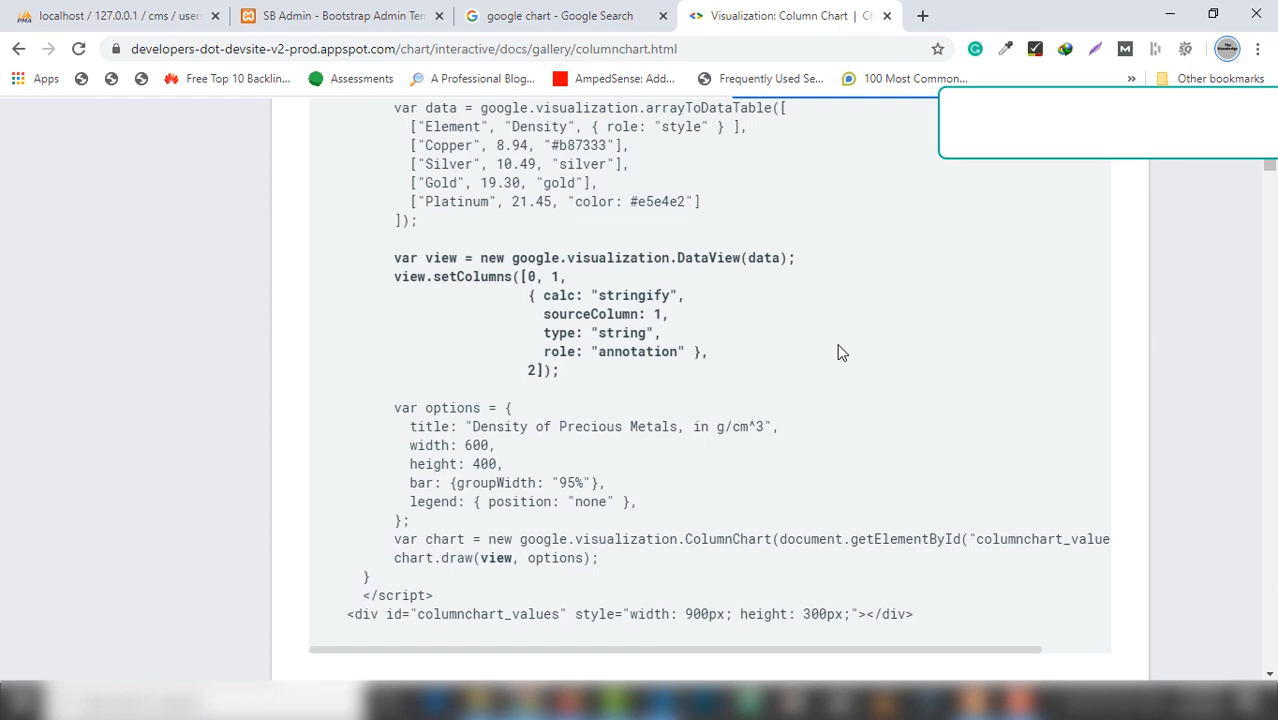 localhost / 127.0.0.1 / cms / users
SB Admin - Bootstrap Admin Tem
google chart - Google Search
Visualization: Column Chart | Ch
developers-dot-devsite-v2-prod.appspot.com/chart/interactive/docs/gallery/columnchart.html
Apps
Free Top 10 Backlin...
Assessments
A Professional Blog...
AmpedSense: Add...
Frequently Used Se...
100 Most Common...
»
Other bookmarks
var data = google.visualization.arrayToDataTable([
["Element", "Density", { role: "style" } ],
["Copper", 8.94, "#b87333"],
["Silver", 10.49, "silver"],
["Gold", 19.30, "gold"],
["Platinum", 21.45, "color: #e5e4e2"]
]);
var view = new google.visualization.DataView(data);
view.setColumns([0, 1,
{ calc: "stringify",
sourceColumn: 1,
type: "string",
role: "annotation" },
2]);
var options = {
title: "Density of Precious Metals, in g/cm^3",
width: 600,
height: 400,
bar: {groupWidth: "95%"},
legend: { position: "none" },
};
var chart = new google.visualization.ColumnChart(document.getElementById("columnchart_value
chart.draw(view, options);
}
</script>
<div id="columnchart_values" style="width: 900px; height: 300px;"></div>